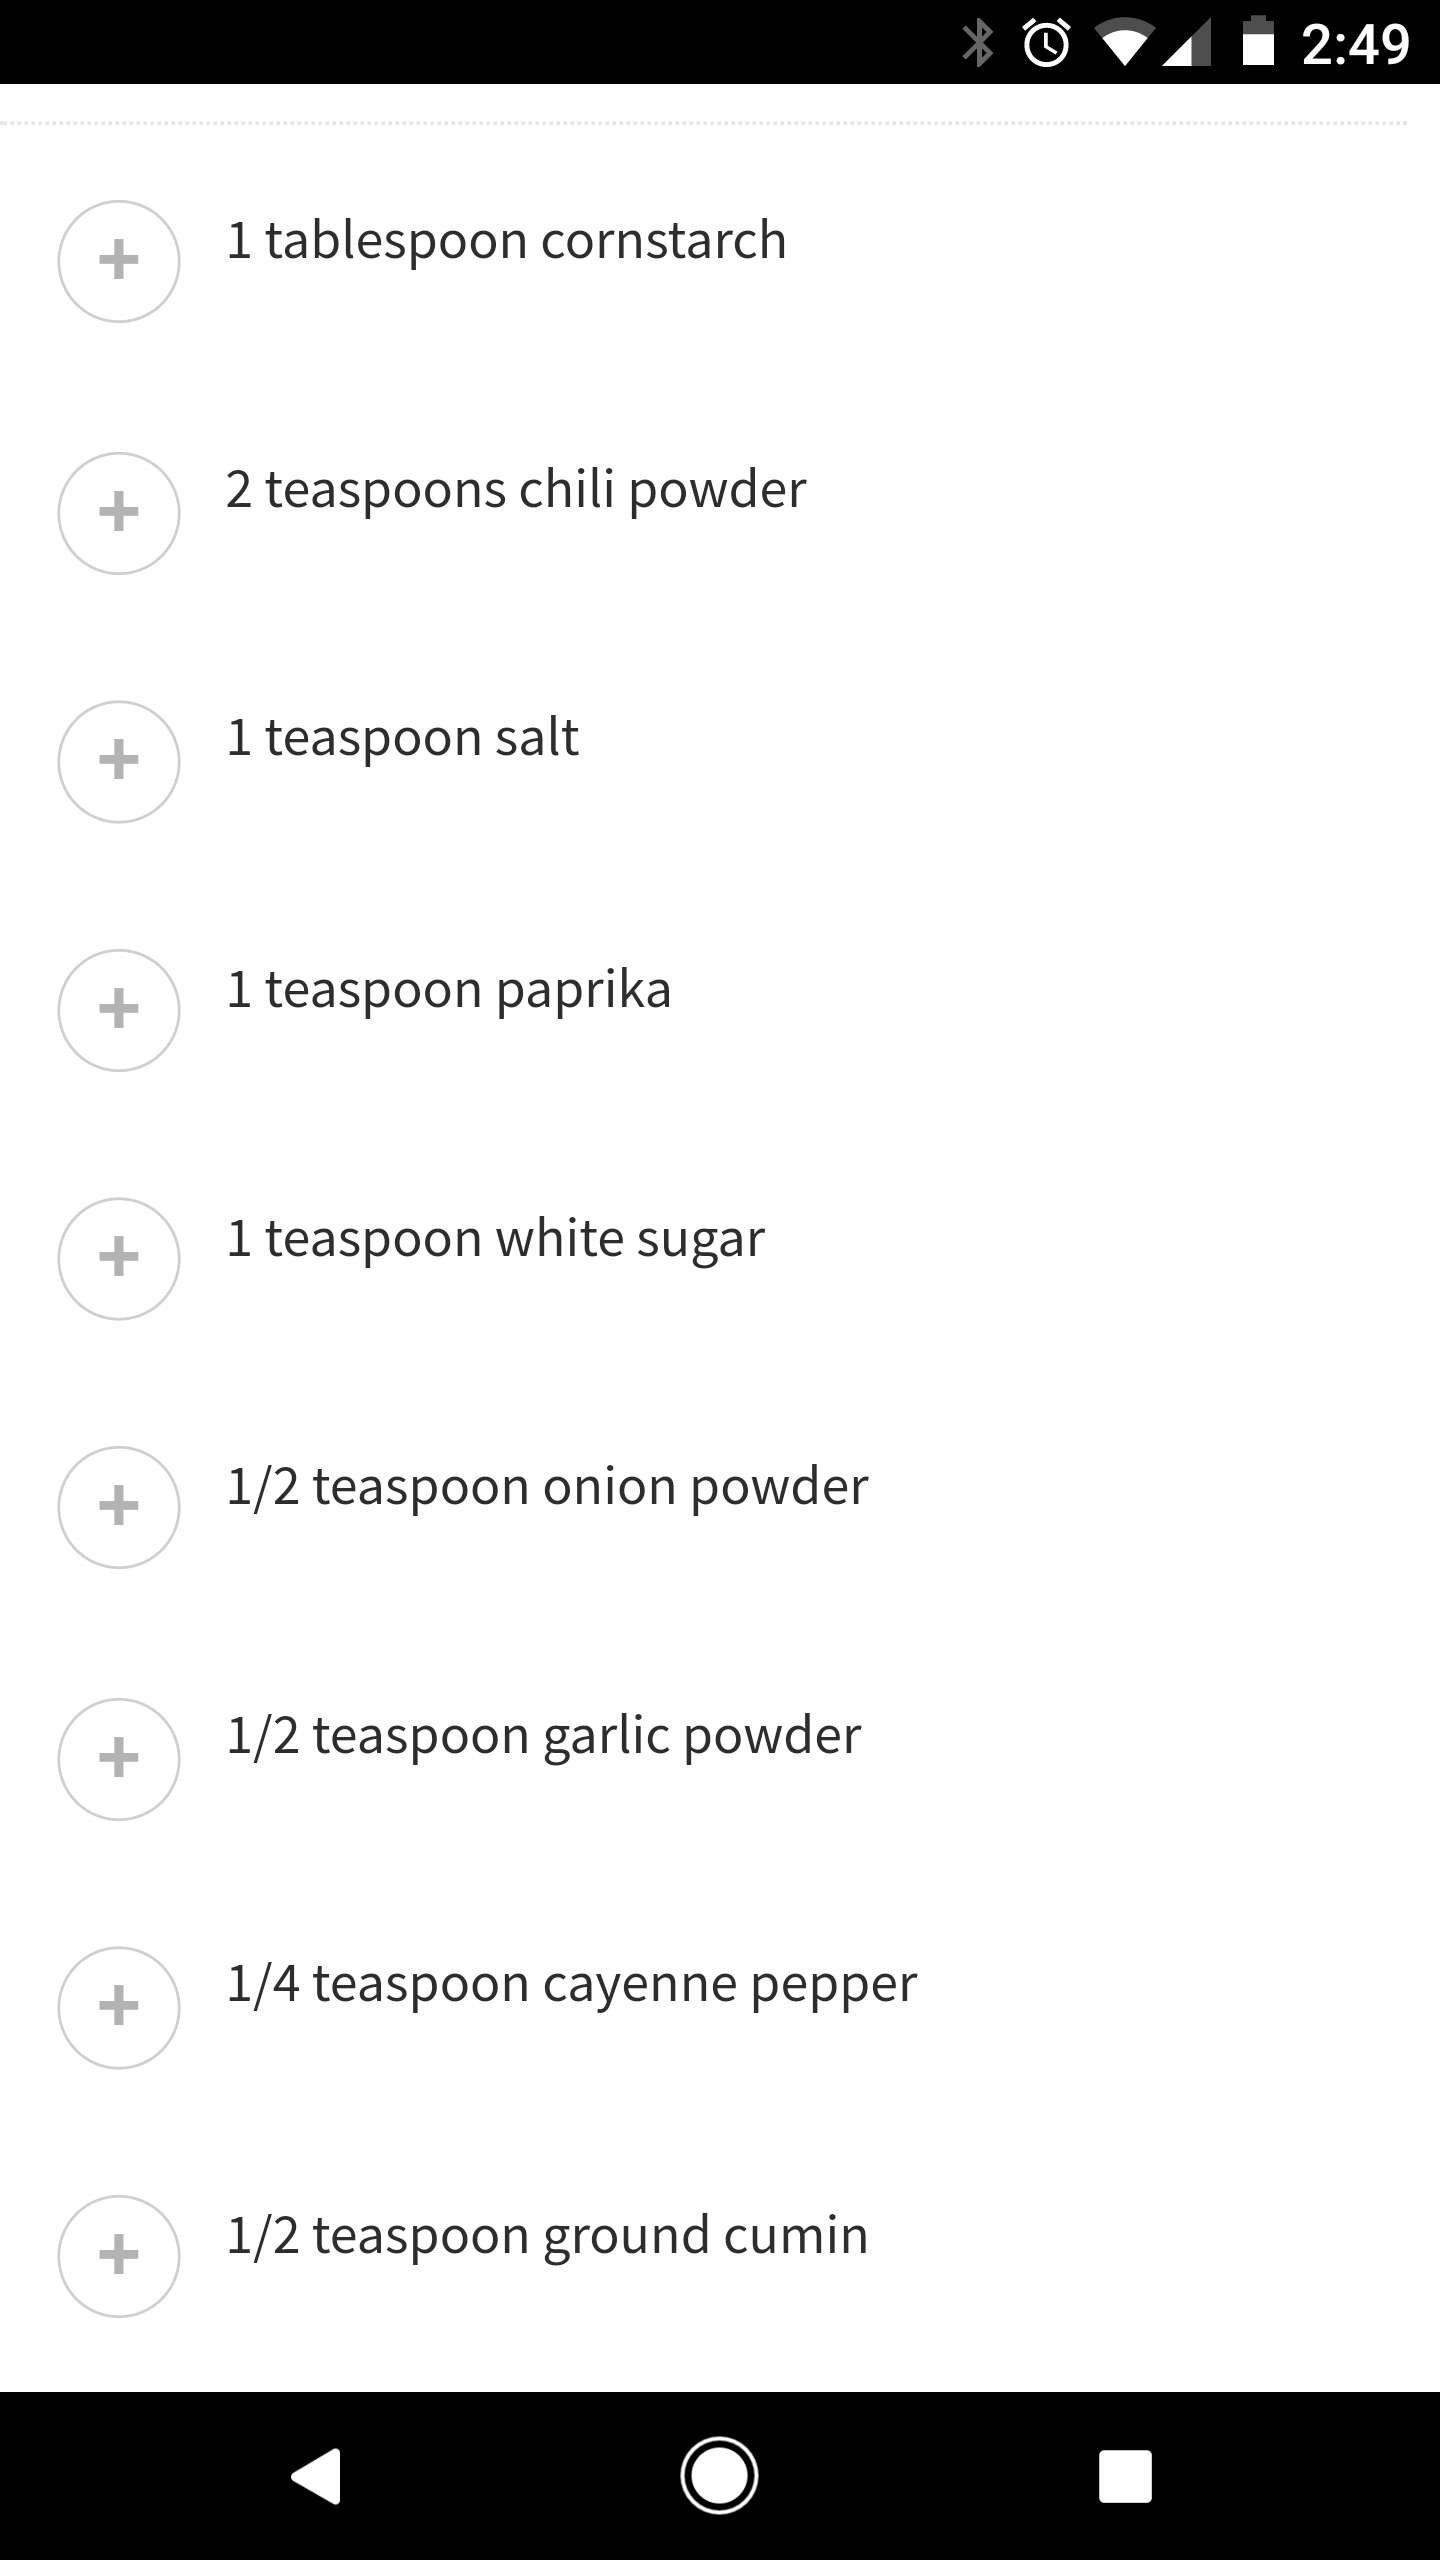 2:49
1 tablespoon cornstarch
2 teaspoons chili powder
1 teaspoon salt
1 teaspoon paprika
1 teaspoon white sugar
1/2 teaspoon onion powder
1/2 teaspoon garlic powder
1/4 teaspoon cayenne pepper
1/2 teaspoon ground cumin